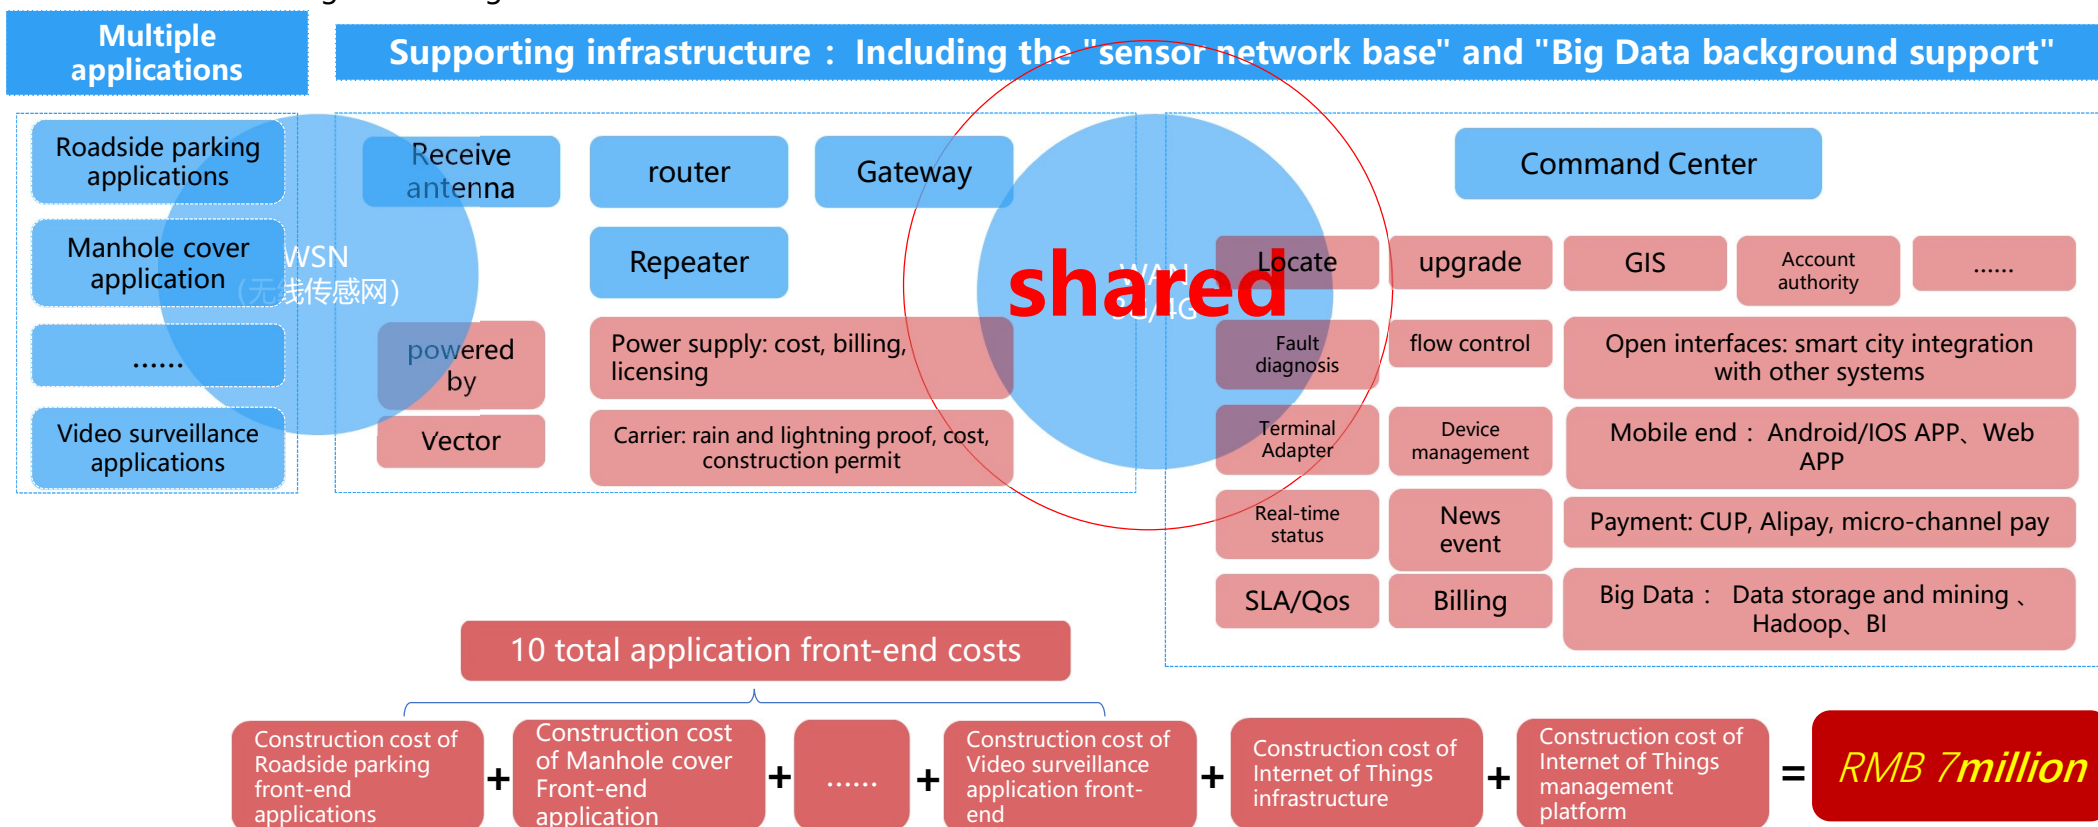 Multiple
applications
Supporting infrastructure： Including the "sensor network base" and "Big Data background support"
Roadside parking
applications
Manhole cover
application
......
Video surveillance
applications
WSN
(无线传感网)
Receive
antenna
router
Gateway
Repeater
powered
by
Power supply: cost, billing,
licensing
Vector
Carrier: rain and lightning proof, cost,
construction permit
shared
WAN
3G/4G
Command Center
Locate
upgrade
GIS
Account
authority
......
Fault
diagnosis
flow control
Open interfaces: smart city integration
with other systems
Terminal
Adapter
Device
management
Mobile end： Android/IOS APP、Web
APP
Real-time
status
News
event
Payment: CUP, Alipay, micro-channel pay
SLA/Qos
Billing
Big Data： Data storage and mining 、
Hadoop、BI
10 total application front-end costs
Construction cost of
Roadside parking
front-end
applications
+
Construction cost
of Manhole cover
Front-end
application
+
......
+
Construction cost of
Video surveillance
application front-
end
+
Construction cost of
Internet of Things
infrastructure
+
Construction cost of
Internet of Things
management
platform
=
RMB 7million